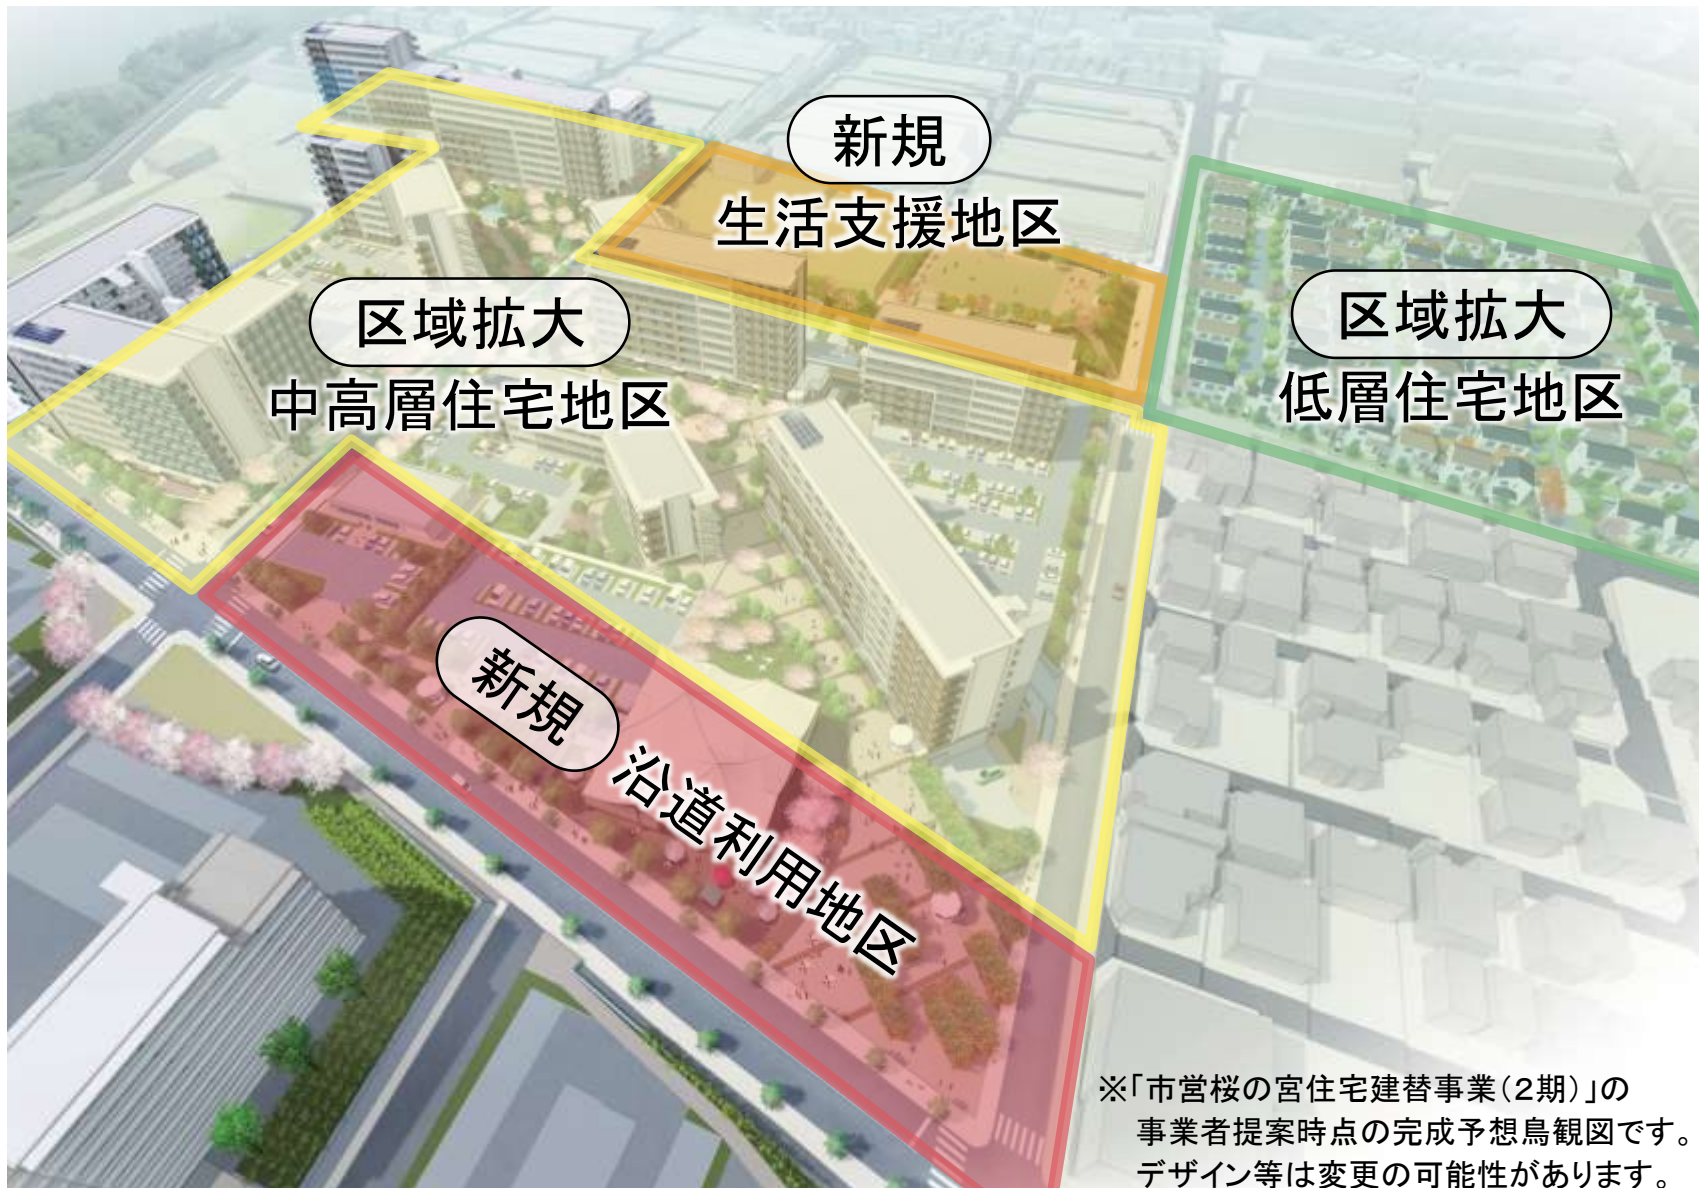 新規
生活支援地区
区域拡大
中高層住宅地区
区域拡大
低層住宅地区
新規
沿道利用地区
※「市営桜の宮住宅建替事業(2期)」の
事業者提案時点の完成予想鳥観図です。
デザイン等は変更の可能性があります。